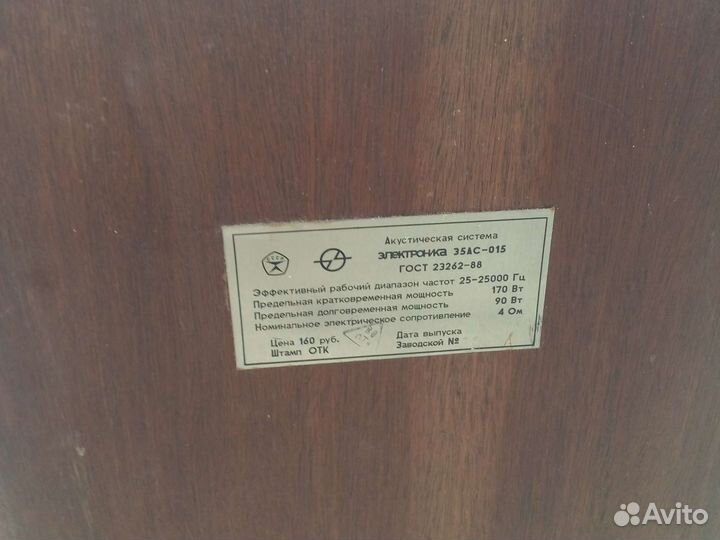 Акустическая система
электроника 35АС-015
ГОСТ 23262-88
Эффективный рабочий диапазон частот 25-25000 Гц
Предельная кратковременная мощность 170 Вт
Предельная долговременная мощность 90 Вт
Номинальное электрическое сопротивление 4 Ом
Цена 160 руб. Дата выпуска
Штамп ОТК Заводской №
Avito